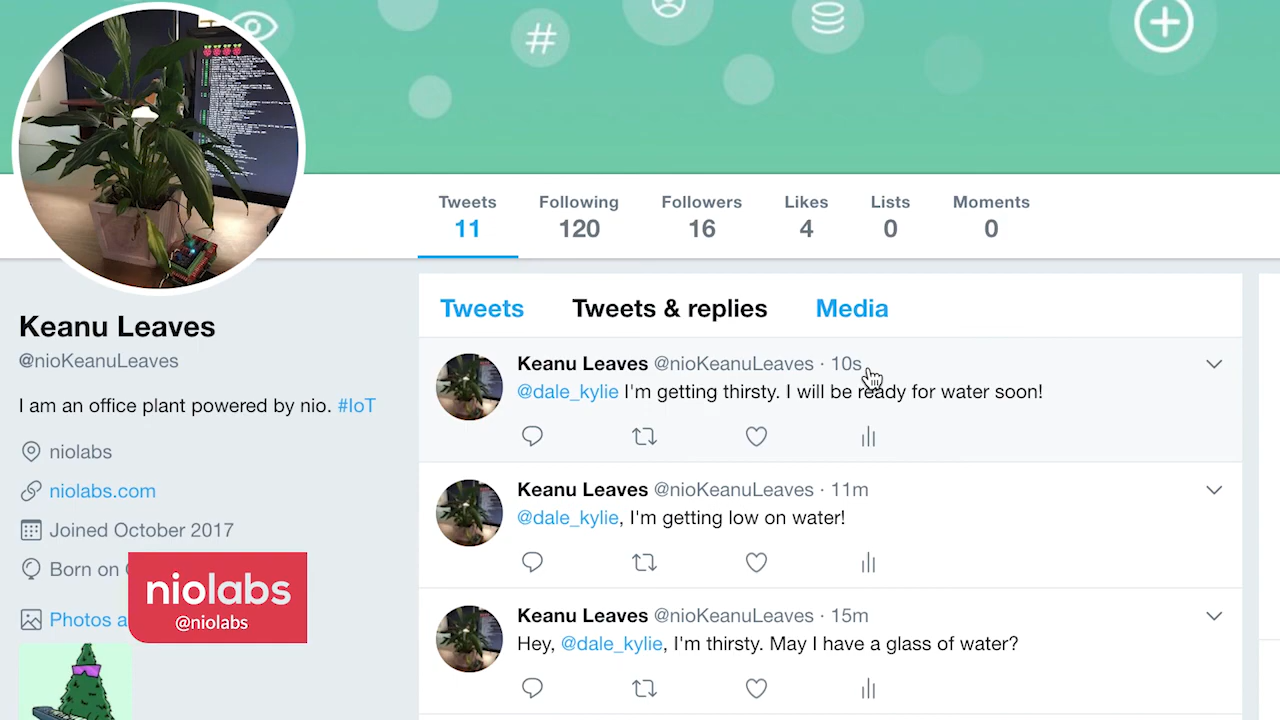 #
Tweets Following Followers Likes Lists Moments
11 120 16 4 0 0
Keanu Leaves
@nioKeanuLeaves
I am an office plant powered by nio. #IoT
niolabs
niolabs.com
Joined October 2017
Born on
Photos
niolabs
@niolabs
Tweets Tweets & replies Media
Keanu Leaves @nioKeanuLeaves · 10s
@dale_kylie I'm getting thirsty. I will be ready for water soon!
Keanu Leaves @nioKeanuLeaves · 11m
@dale_kylie, I'm getting low on water!
Keanu Leaves @nioKeanuLeaves · 15m
Hey, @dale_kylie, I'm thirsty. May I have a glass of water?